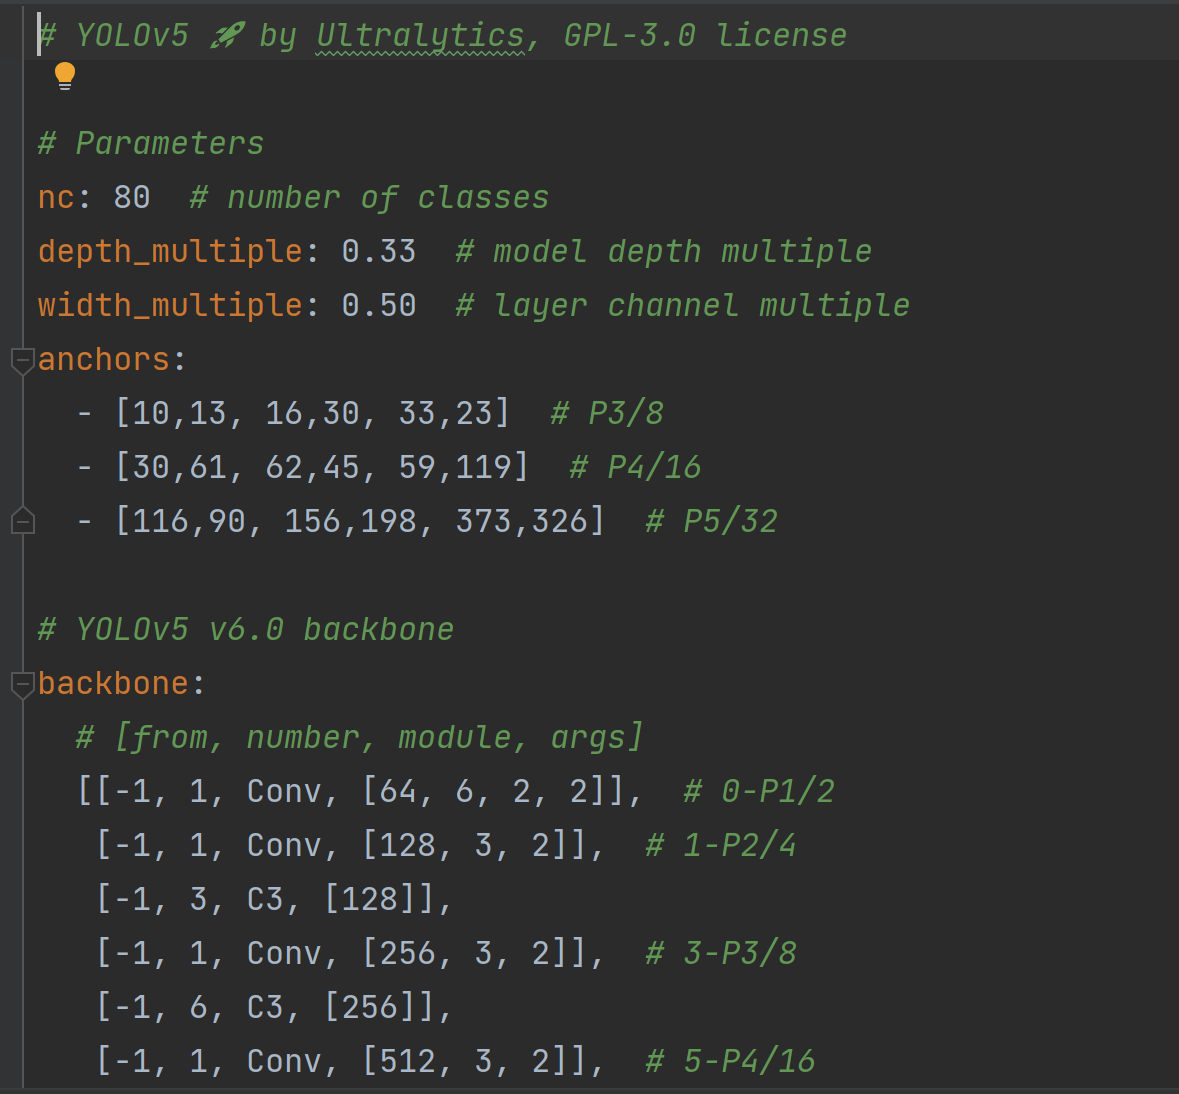 # YOLOv5 🚀 by Ultralytics, GPL-3.0 license
# Parameters
nc: 80  # number of classes
depth_multiple: 0.33  # model depth multiple
width_multiple: 0.50  # layer channel multiple
anchors:
  - [10,13, 16,30, 33,23]  # P3/8
  - [30,61, 62,45, 59,119]  # P4/16
  - [116,90, 156,198, 373,326]  # P5/32
# YOLOv5 v6.0 backbone
backbone:
  # [from, number, module, args]
  [[-1, 1, Conv, [64, 6, 2, 2]],  # 0-P1/2
   [-1, 1, Conv, [128, 3, 2]],  # 1-P2/4
   [-1, 3, C3, [128]],
   [-1, 1, Conv, [256, 3, 2]],  # 3-P3/8
   [-1, 6, C3, [256]],
   [-1, 1, Conv, [512, 3, 2]],  # 5-P4/16